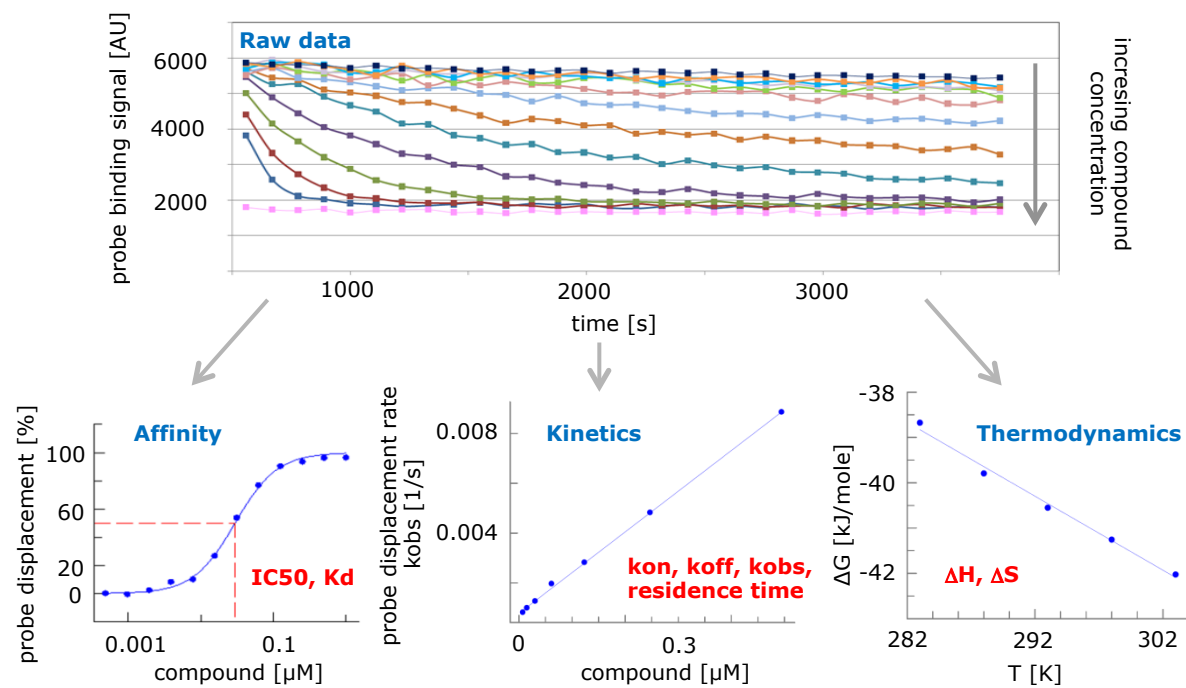 Raw data
probe binding signal [AU]
6000
4000
2000
1000
2000
3000
time [s]
incresing compound
concentration
Affinity
probe displacement [%]
100
60
20
0
IC50, Kd
0.001
0.1
compound [µM]
Kinetics
probe displacement rate
kobs [1/s]
0.008
0.004
kon, koff, kobs,
residence time
0
0.3
compound [µM]
Thermodynamics
ΔG [kJ/mole]
-38
-40
-42
ΔH, ΔS
282
292
302
T [K]